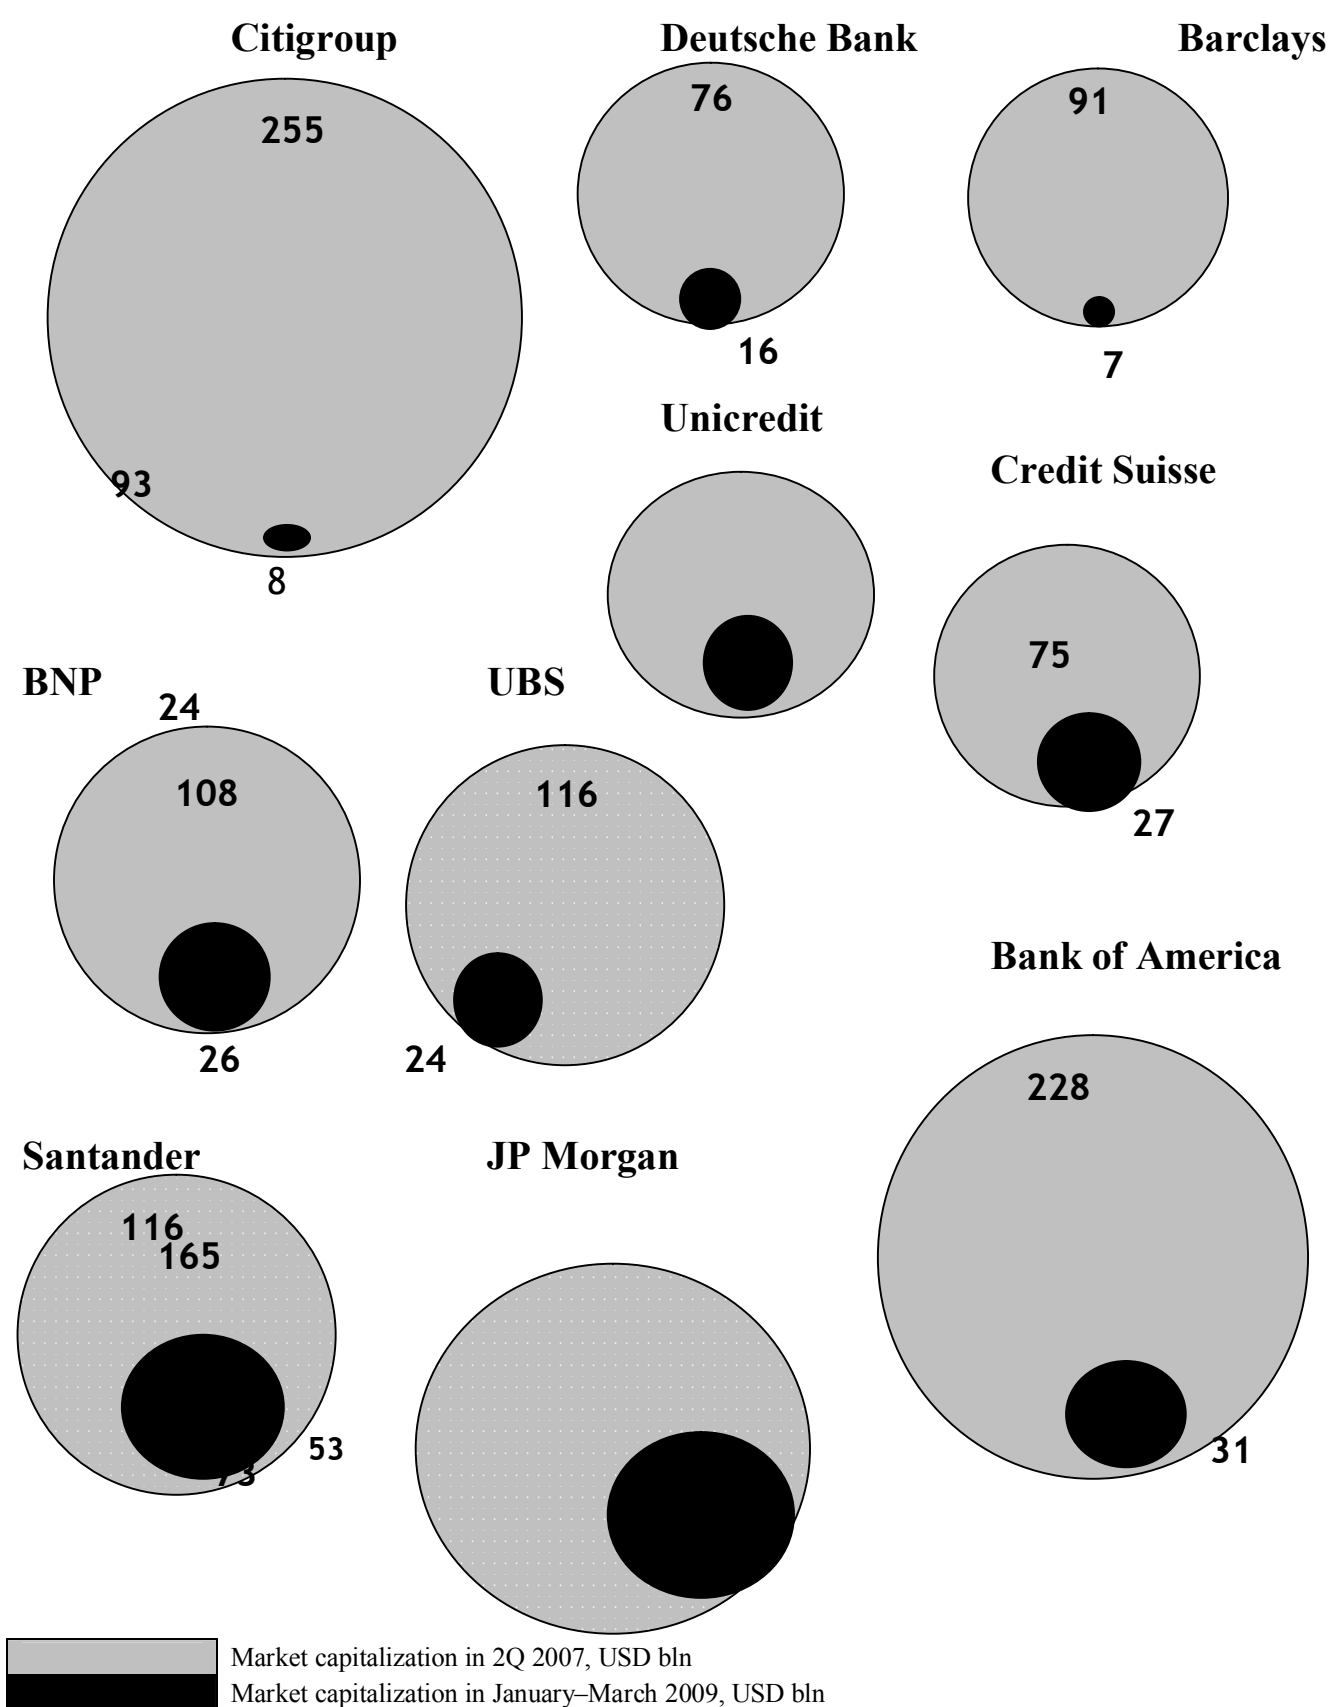 Citigroup
Deutsche Bank
Barclays
255
76
91
16
7
Unicredit
Credit Suisse
93
8
75
BNP
24
UBS
108
116
27
26
24
Bank of America
228
Santander
JP Morgan
116
165
53
73
31
Market capitalization in 2Q 2007, USD bln
Market capitalization in January–March 2009, USD bln